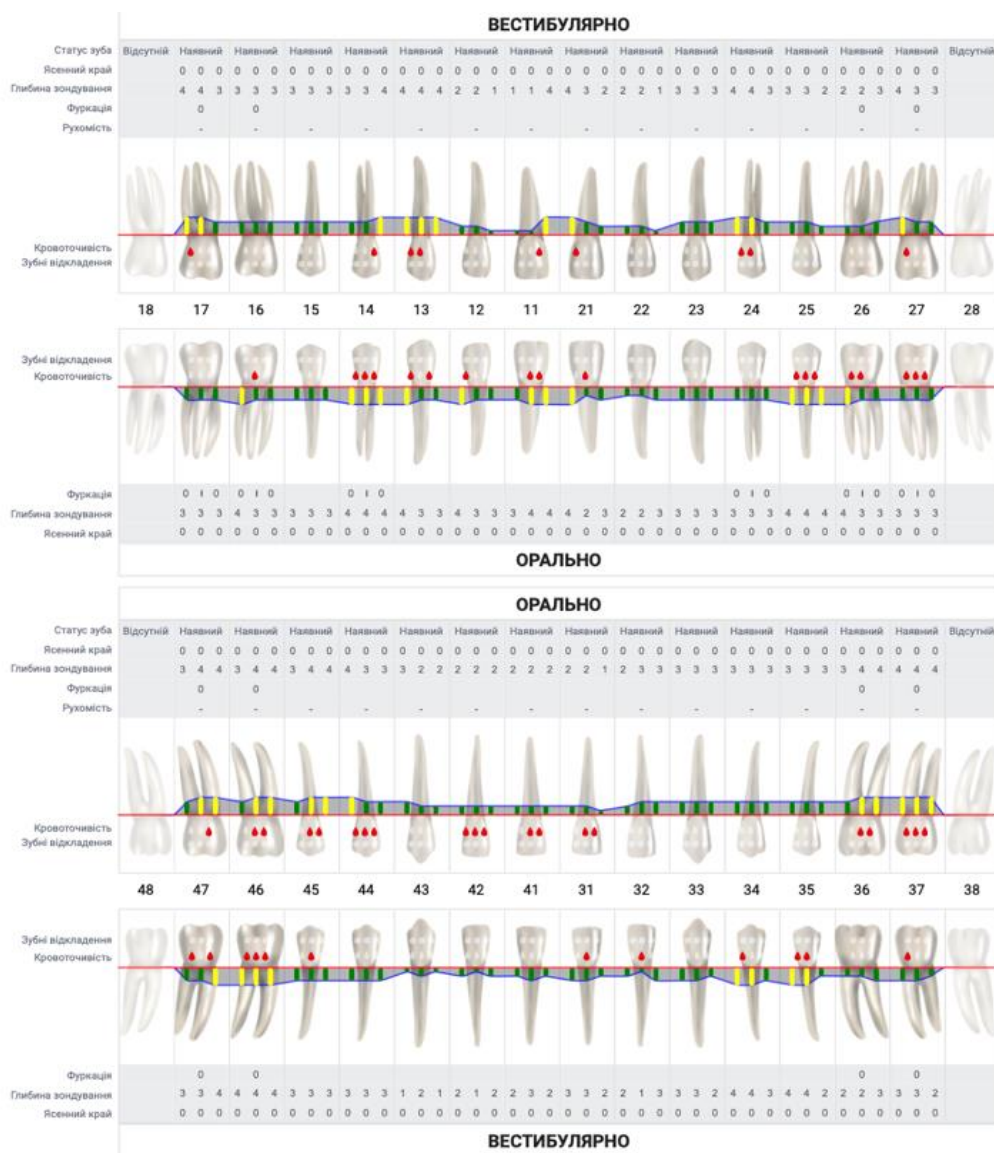 ВЕСТИБУЛЯРНО
Статус зуба Відсутній Наявний Наявний Наявний Наявний Наявний Наявний Наявний Наявний Наявний Наявний Наявний Наявний Наявний Наявний Відсутній
Ясенний край 0 0 0 0 0 0 0 0 0 0 0 0 0 0 0 0 0 0 0 0 0 0 0 0 0 0 0 0 0 0 0 0 0 0 0 0 0 0 0 0 0 0
Глибина зондування 4 4 3 3 3 3 3 3 3 3 3 4 4 4 4 2 2 1 1 1 4 4 3 2 2 2 1 3 3 3 4 4 3 3 3 2 2 2 3 4 3 3
Фуркація 0 0 0 0
Рухомість - - - - - - - - - - - - - -
Кровоточивість
Зубні відкладення
18 17 16 15 14 13 12 11 21 22 23 24 25 26 27 28
Зубні відкладення
Кровоточивість
Фуркація 0 I 0 0 I 0 0 I 0 0 I 0 0 I 0 0 I 0
Глибина зондування 3 3 3 4 3 3 3 3 3 4 4 4 4 3 3 4 3 3 3 4 4 4 2 3 2 2 3 3 3 3 3 3 3 4 4 4 4 3 3 3 3 3
Ясенний край 0 0 0 0 0 0 0 0 0 0 0 0 0 0 0 0 0 0 0 0 0 0 0 0 0 0 0 0 0 0 0 0 0 0 0 0 0 0 0 0 0 0
ОРАЛЬНО
ОРАЛЬНО
Статус зуба Відсутній Наявний Наявний Наявний Наявний Наявний Наявний Наявний Наявний Наявний Наявний Наявний Наявний Наявний Наявний Відсутній
Ясенний край 0 0 0 0 0 0 0 0 0 0 0 0 0 0 0 0 0 0 0 0 0 0 0 0 0 0 0 0 0 0 0 0 0 0 0 0 0 0 0 0 0 0
Глибина зондування 3 4 4 3 4 4 3 4 4 4 3 3 3 2 2 2 2 2 2 2 2 2 2 1 2 3 3 3 3 3 3 3 3 3 3 3 3 4 4 4 4 4
Фуркація 0 0 0 0
Рухомість - - - - - - - - - - - - - -
Кровоточивість
Зубні відкладення
48 47 46 45 44 43 42 41 31 32 33 34 35 36 37 38
Зубні відкладення
Кровоточивість
Фуркація 0 0 0 0
Глибина зондування 3 3 4 4 4 4 3 3 3 3 3 3 1 2 1 2 1 2 2 3 2 3 3 2 2 1 3 3 3 2 4 4 3 4 4 2 2 2 3 3 3 2
Ясенний край 0 0 0 0 0 0 0 0 0 0 0 0 0 0 0 0 0 0 0 0 0 0 0 0 0 0 0 0 0 0 0 0 0 0 0 0 0 0 0 0 0 0
ВЕСТИБУЛЯРНО